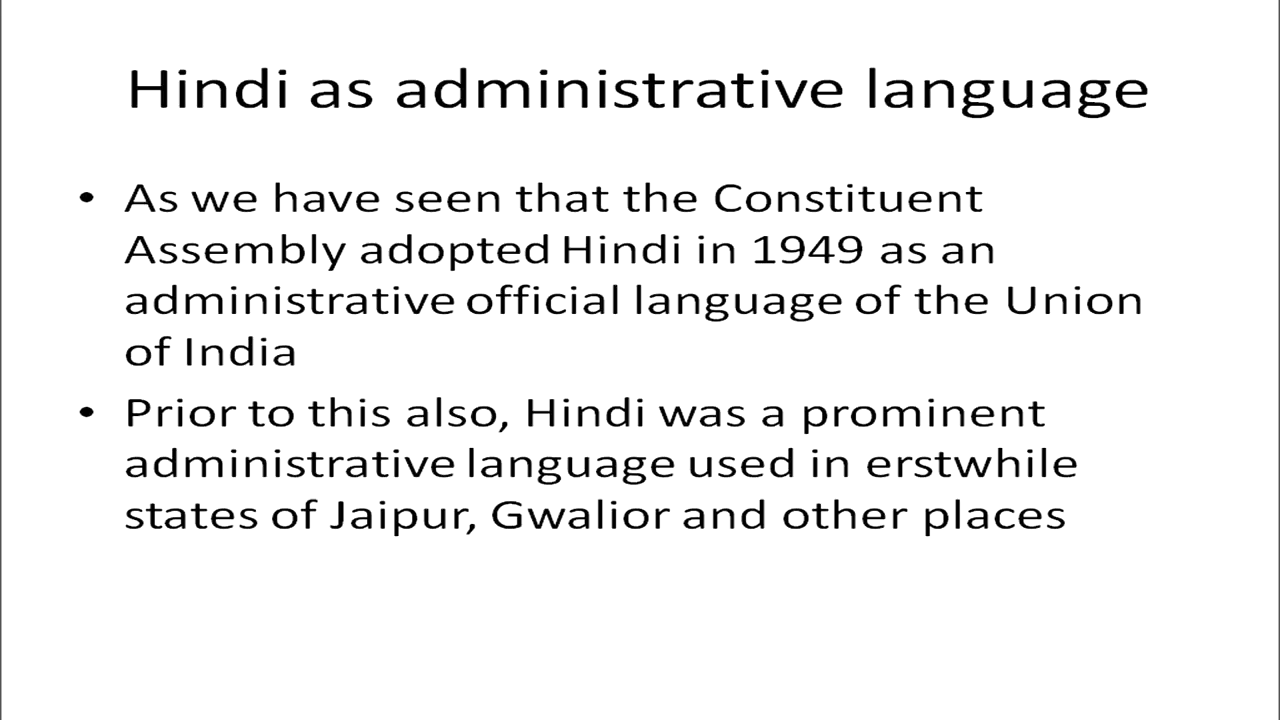 Hindi as administrative language
• As we have seen that the Constituent
Assembly adopted Hindi in 1949 as an
administrative official language of the Union
of India
• Prior to this also, Hindi was a prominent
administrative language used in erstwhile
states of Jaipur, Gwalior and other places